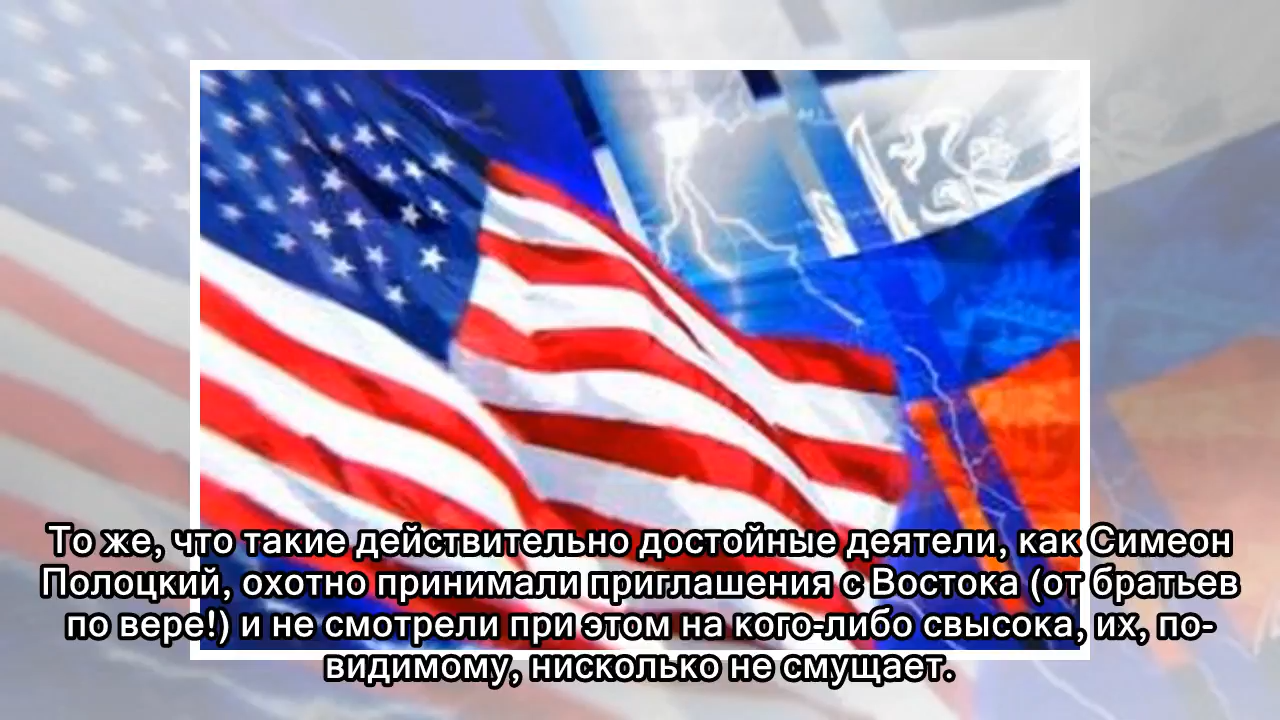 То же, что такие действительно достойные деятели, как Симеон
Полоцкий, охотно принимали приглашения с Востока (от братьев
по вере!) и не смотрели при этом на кого-либо свысока, их, по-
видимому, нисколько не смущает.